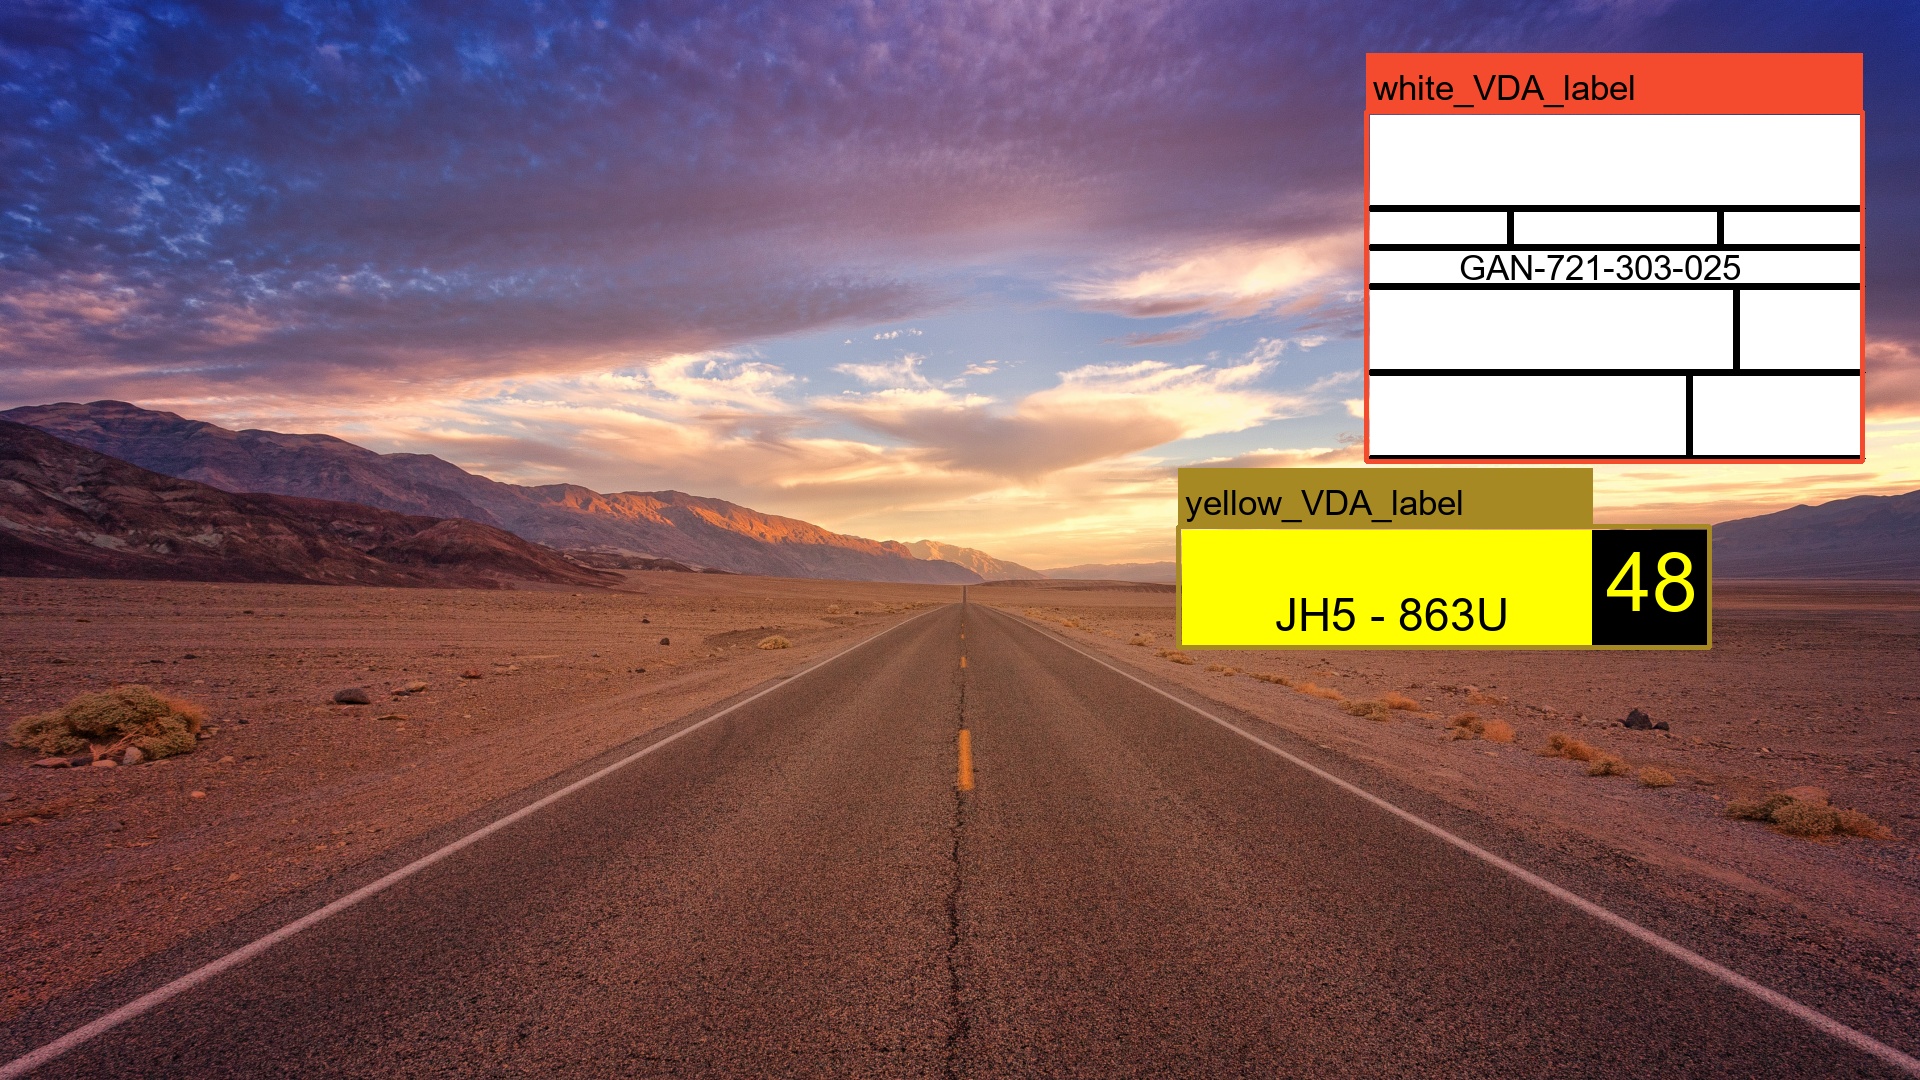 white_VDA_label
GAN-721-303-025
yellow_VDA_label
JH5 - 863U
48